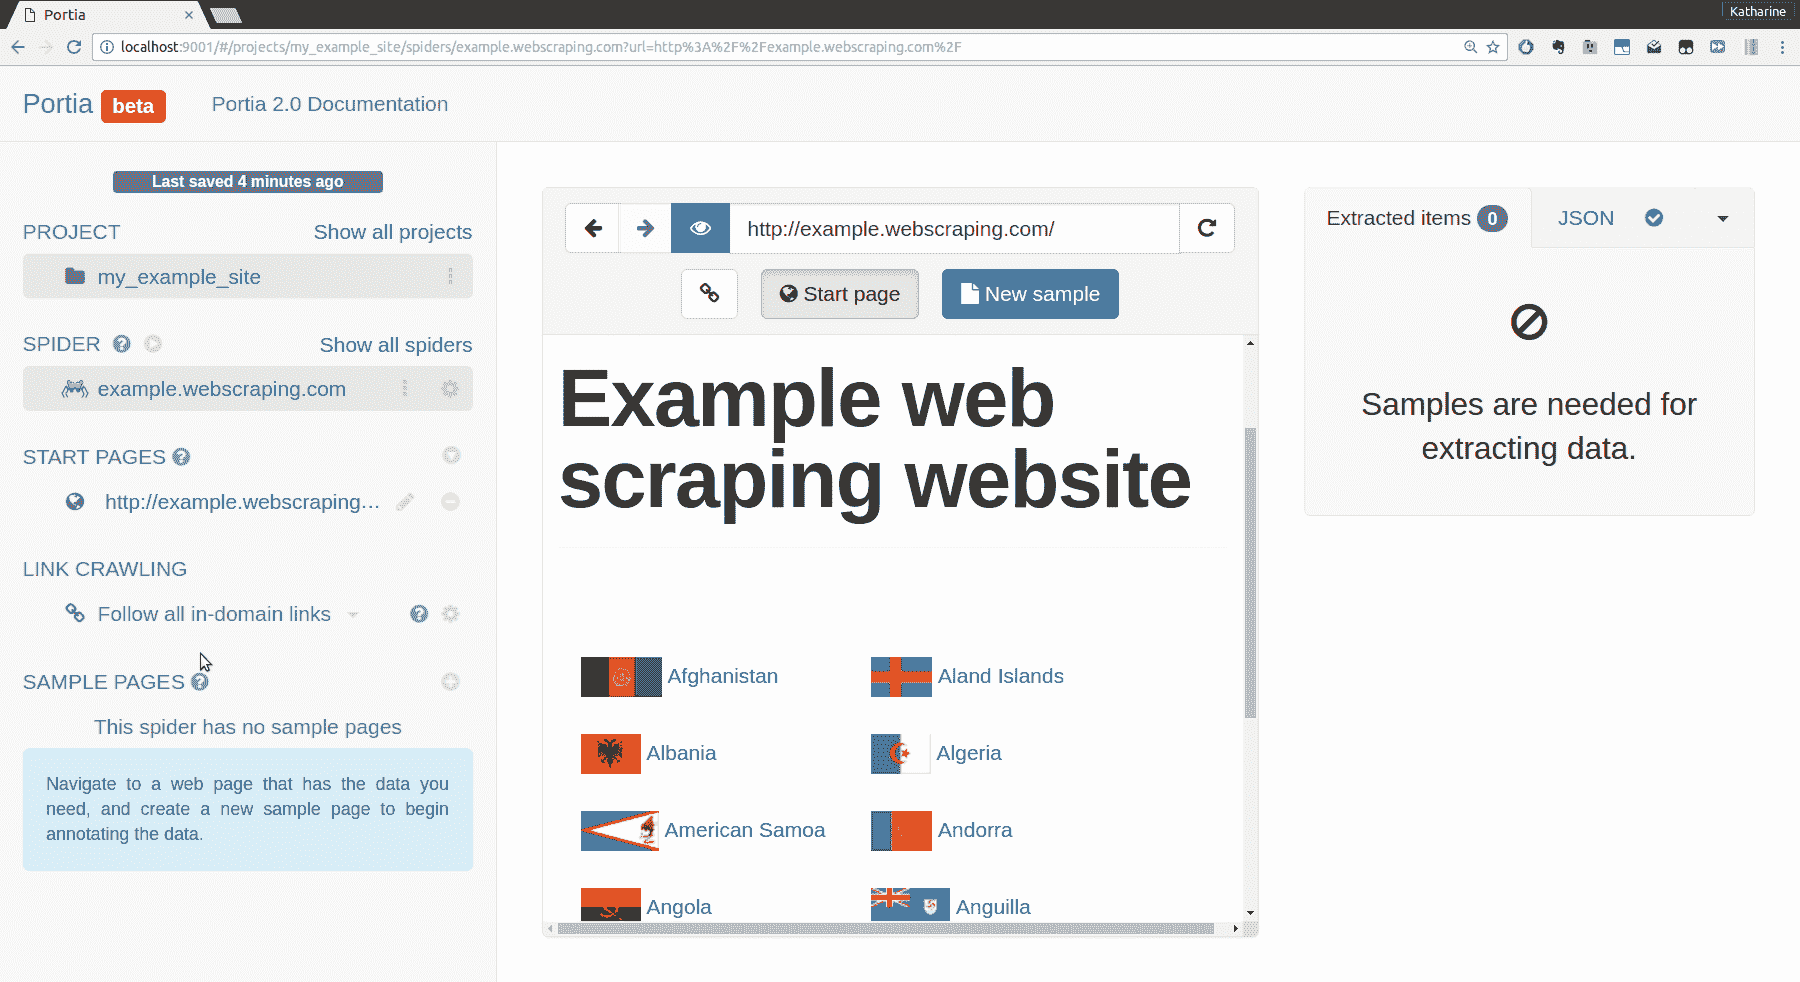 Portia
Katharine
localhost:9001/#/projects/my_example_site/spiders/example.webscraping.com?url=http%3A%2F%2Fexample.webscraping.com%2F
Portia beta
Portia 2.0 Documentation
Last saved 4 minutes ago
PROJECT
Show all projects
my_example_site
SPIDER
Show all spiders
example.webscraping.com
START PAGES
http://example.webscraping...
LINK CRAWLING
Follow all in-domain links
SAMPLE PAGES
This spider has no sample pages
Navigate to a web page that has the data you
need, and create a new sample page to begin
annotating the data.
http://example.webscraping.com/
Start page
New sample
Example web
scraping website
Afghanistan
Aland Islands
Albania
Algeria
American Samoa
Andorra
Angola
Anguilla
Extracted items 0
JSON
Samples are needed for
extracting data.